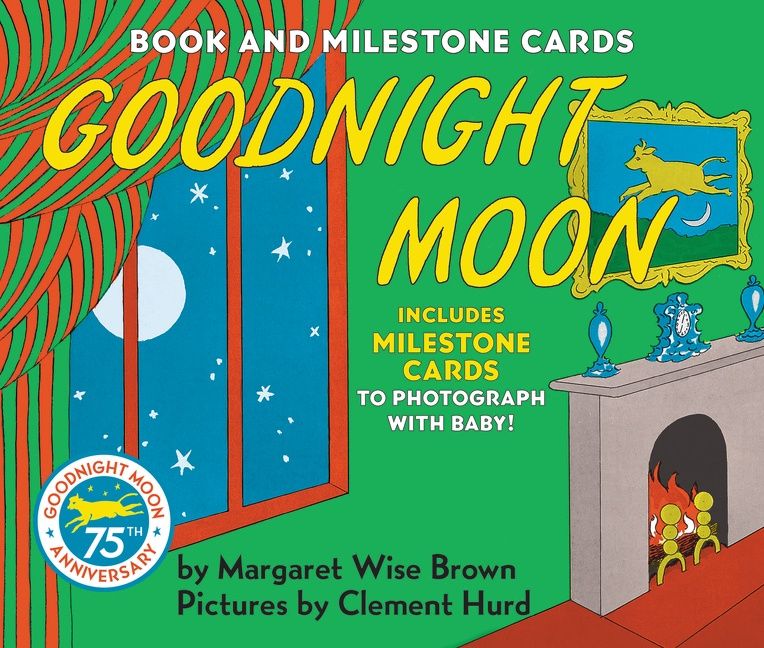 BOOK AND MILESTONE CARDS
GOODNIGHT
MOON
INCLUDES
MILESTONE
CARDS
TO PHOTOGRAPH
WITH BABY!
GOODNIGHT MOON
75TH
ANNIVERSARY
by Margaret Wise Brown
Pictures by Clement Hurd